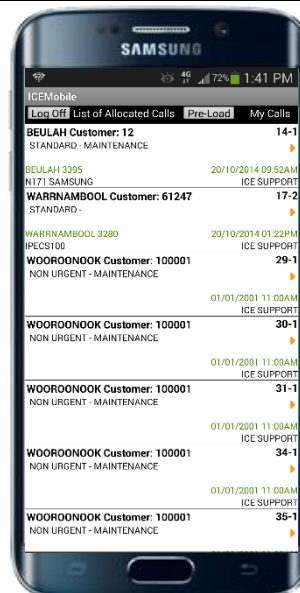 SAMSUNG
4G 72% 1:41 PM
ICEMobile
Log Off List of Allocated Calls Pre-Load My Calls
BEULAH Customer: 12 14-1
STANDARD - MAINTENANCE
BEULAH 3395 20/10/2014 09:52AM
N171 SAMSUNG ICE SUPPORT
WARRNAMBOOL Customer: 61247 17-2
STANDARD -
WARRNAMBOOL 3280 20/10/2014 01:22PM
IPECS100 ICE SUPPORT
WOOROONOOK Customer: 100001 29-1
NON URGENT - MAINTENANCE
01/01/2001 11:00AM
ICE SUPPORT
WOOROONOOK Customer: 100001 30-1
NON URGENT - MAINTENANCE
01/01/2001 11:00AM
ICE SUPPORT
WOOROONOOK Customer: 100001 31-1
NON URGENT - MAINTENANCE
01/01/2001 11:00AM
ICE SUPPORT
WOOROONOOK Customer: 100001 34-1
NON URGENT - MAINTENANCE
01/01/2001 11:00AM
ICE SUPPORT
WOOROONOOK Customer: 100001 35-1
NON URGENT - MAINTENANCE